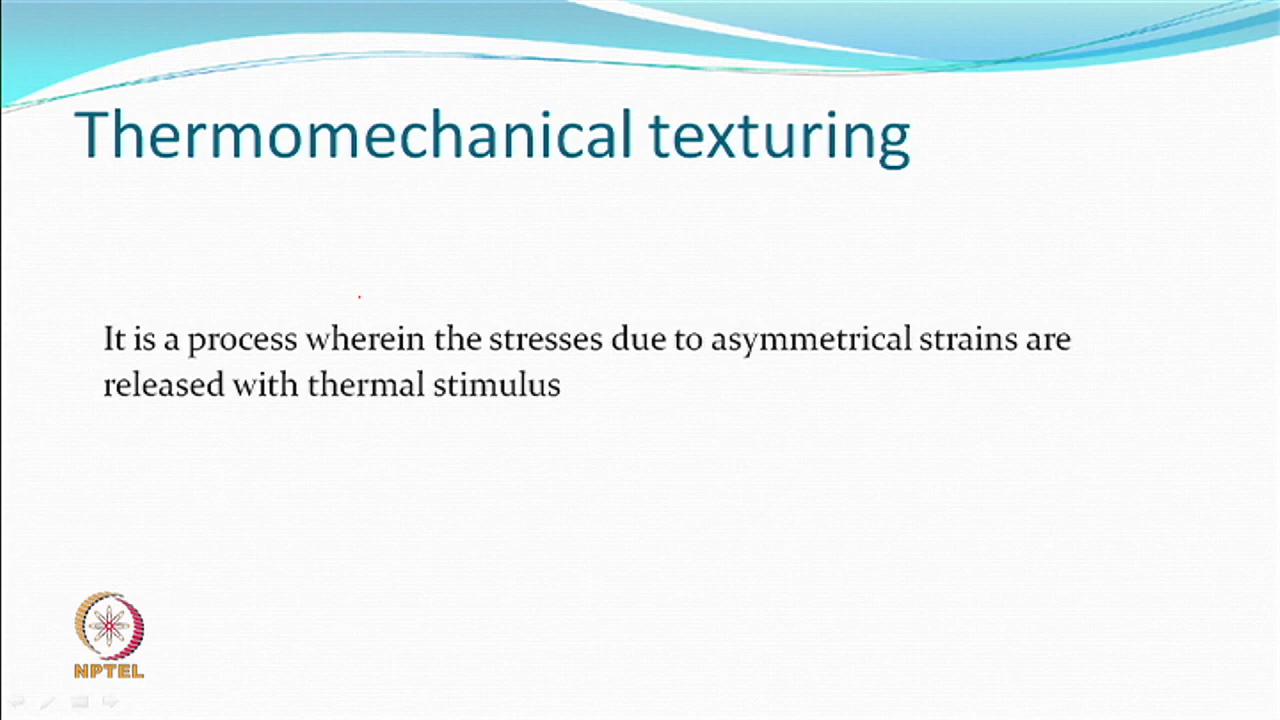 Thermomechanical texturing
It is a process wherein the stresses due to asymmetrical strains are
released with thermal stimulus
NPTEL